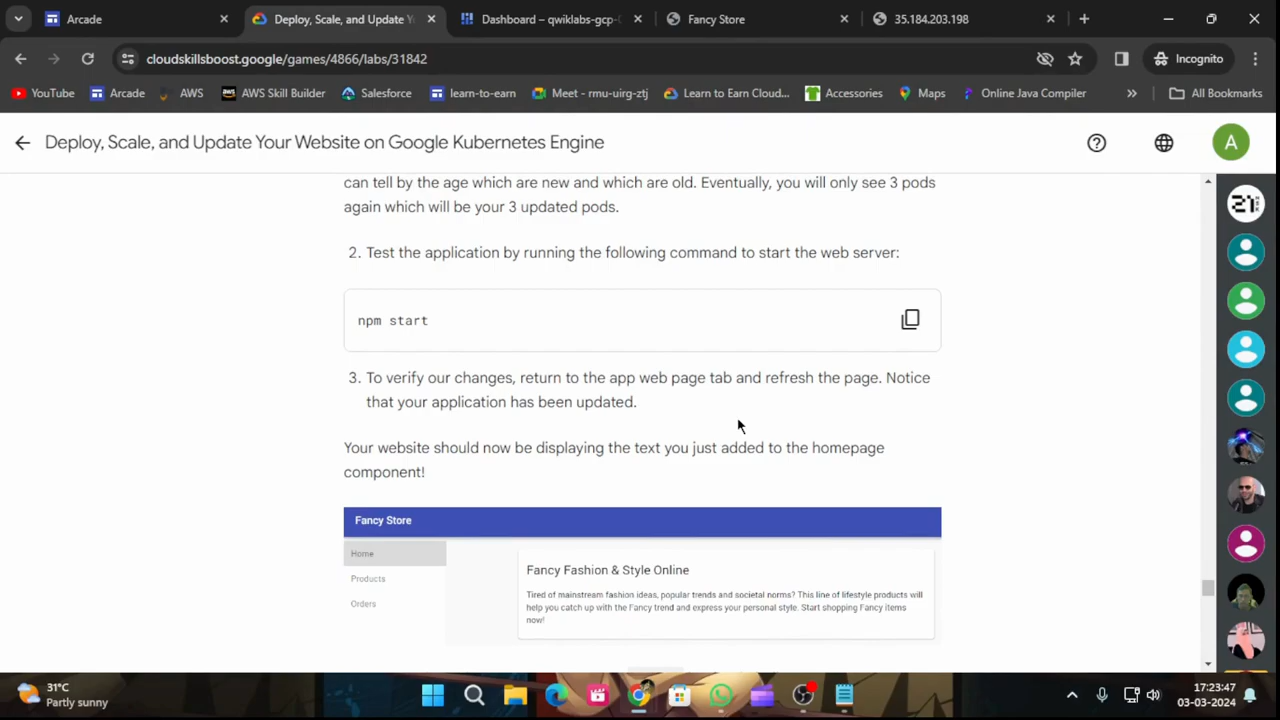 Arcade
Deploy, Scale, and Update Y
Dashboard – qwiklabs-gcp-
Fancy Store
35.184.203.198
cloudskillsboost.google/games/4866/labs/31842
Incognito
YouTube
Arcade
AWS
AWS Skill Builder
Salesforce
learn-to-earn
Meet - rmu-uirg-ztj
Learn to Earn Cloud...
Accessories
Maps
Online Java Compiler
All Bookmarks
Deploy, Scale, and Update Your Website on Google Kubernetes Engine
A
can tell by the age which are new and which are old. Eventually, you will only see 3 pods
again which will be your 3 updated pods.
2. Test the application by running the following command to start the web server:
npm start
3. To verify our changes, return to the app web page tab and refresh the page. Notice
that your application has been updated.
Your website should now be displaying the text you just added to the homepage
component!
Fancy Store
Home
Products
Orders
Fancy Fashion & Style Online
Tired of mainstream fashion ideas, popular trends and societal norms? This line of lifestyle products will
help you catch up with the Fancy trend and express your personal style. Start shopping Fancy items
now!
31°C
Partly sunny
17:23:47
03-03-2024